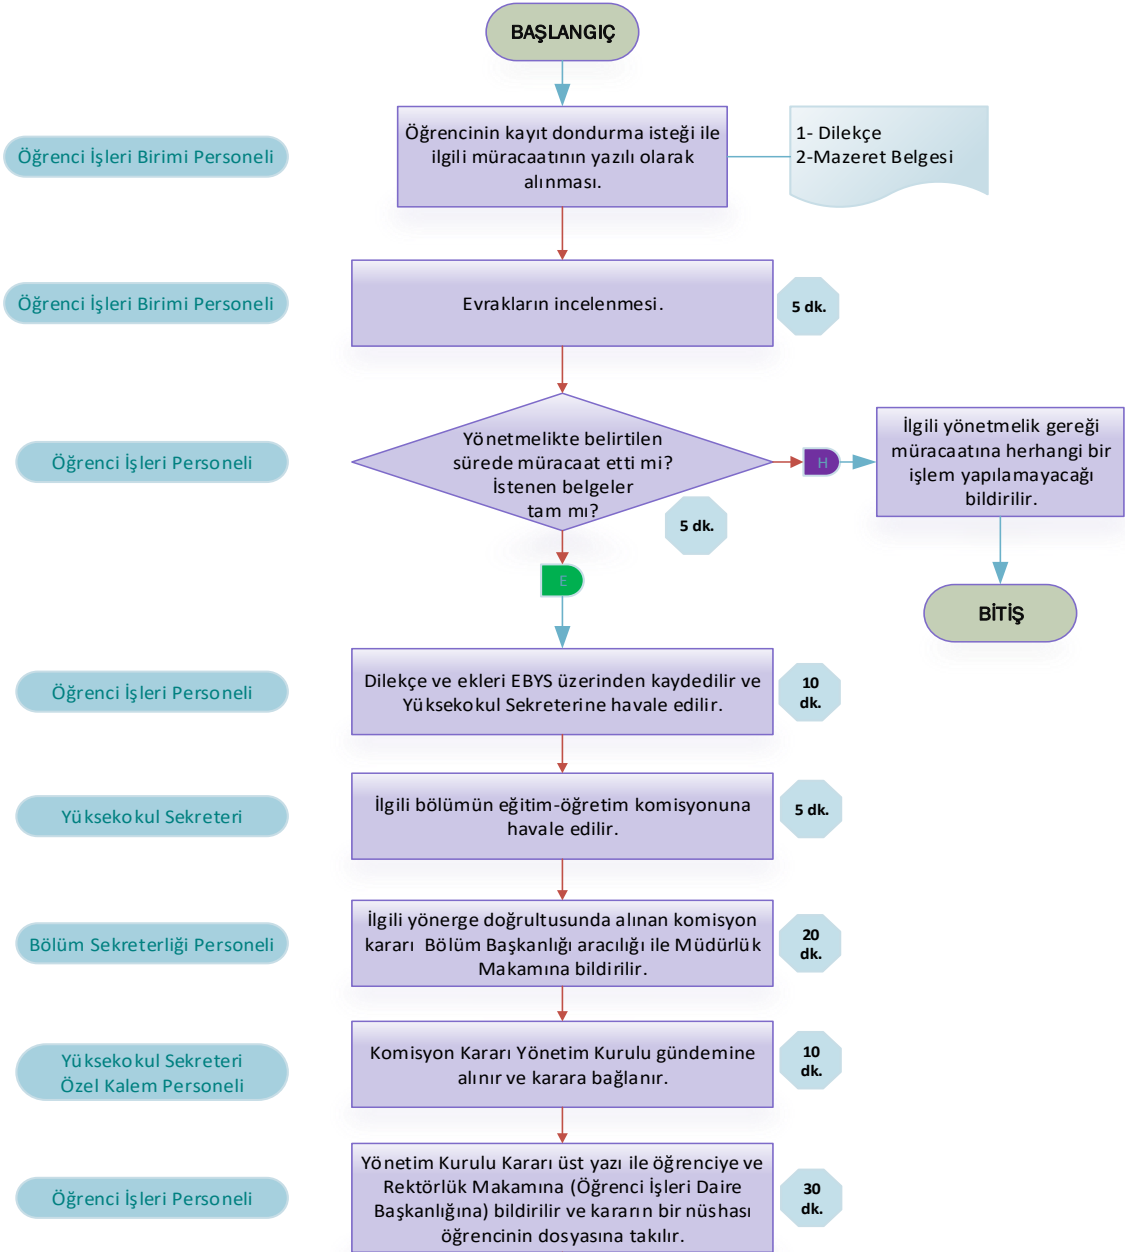 BAŞLANGIÇ
Öğrenci İşleri Birimi Personeli
Öğrencinin kayıt dondurma isteği ile
ilgili müracaatının yazılı olarak
alınması.
1- Dilekçe
2-Mazeret Belgesi
Öğrenci İşleri Birimi Personeli
Evrakların incelenmesi.
5 dk.
Öğrenci İşleri Personeli
Yönetmelikte belirtilen
sürede müracaat etti mi?
İstenen belgeler
tam mı?
5 dk.
H
İlgili yönetmelik gereği
müracaatına herhangi bir
işlem yapılamayacağı
bildirilir.
E
BİTİŞ
Öğrenci İşleri Personeli
Dilekçe ve ekleri EBYS üzerinden kaydedilir ve
Yüksekokul Sekreterine havale edilir.
10
dk.
Yüksekokul Sekreteri
İlgili bölümün eğitim-öğretim komisyonuna
havale edilir.
5 dk.
Bölüm Sekreterliği Personeli
İlgili yönerge doğrultusunda alınan komisyon
kararı Bölüm Başkanlığı aracılığı ile Müdürlük
Makamına bildirilir.
20
dk.
Yüksekokul Sekreteri
Özel Kalem Personeli
Komisyon Kararı Yönetim Kurulu gündemine
alınır ve karara bağlanır.
10
dk.
Öğrenci İşleri Personeli
Yönetim Kurulu Kararı üst yazı ile öğrenciye ve
Rektörlük Makamına (Öğrenci İşleri Daire
Başkanlığına) bildirilir ve kararın bir nüshası
öğrencinin dosyasına takılır.
30
dk.